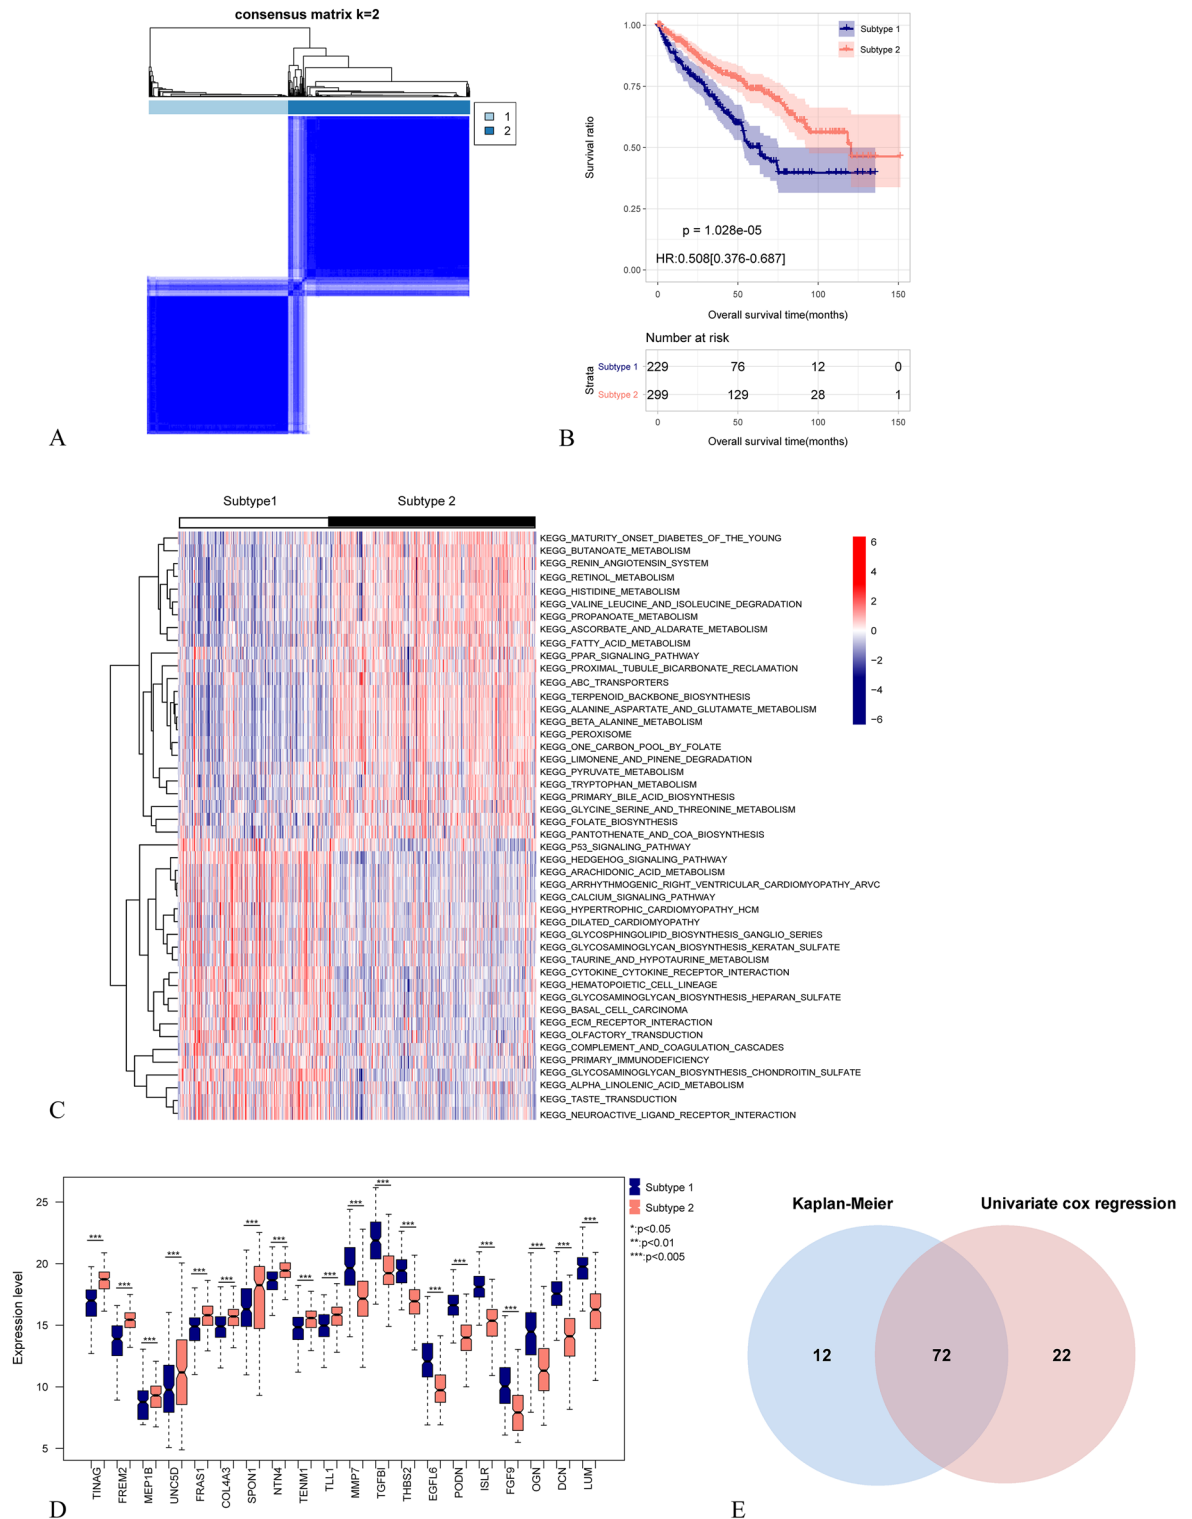 consensus matrix k=2
1
2
A
1.00
0.75
0.50
0.25
0.00
Survival ratio
Subtype 1
Subtype 2
p = 1.028e-05
HR:0.508[0.376-0.687]
0 50 100 150
Overall survival time(months)
Number at risk
Strata
Subtype 1 229 76 12 0
Subtype 2 299 129 28 1
0 50 100 150
Overall survival time(months)
B
Subtype1 Subtype 2
KEGG_MATURITY_ONSET_DIABETES_OF_THE_YOUNG
KEGG_BUTANOATE_METABOLISM
KEGG_RENIN_ANGIOTENSIN_SYSTEM
KEGG_RETINOL_METABOLISM
KEGG_HISTIDINE_METABOLISM
KEGG_VALINE_LEUCINE_AND_ISOLEUCINE_DEGRADATION
KEGG_PROPANOATE_METABOLISM
KEGG_ASCORBATE_AND_ALDARATE_METABOLISM
KEGG_FATTY_ACID_METABOLISM
KEGG_PPAR_SIGNALING_PATHWAY
KEGG_PROXIMAL_TUBULE_BICARBONATE_RECLAMATION
KEGG_ABC_TRANSPORTERS
KEGG_TERPENOID_BACKBONE_BIOSYNTHESIS
KEGG_ALANINE_ASPARTATE_AND_GLUTAMATE_METABOLISM
KEGG_BETA_ALANINE_METABOLISM
KEGG_PEROXISOME
KEGG_ONE_CARBON_POOL_BY_FOLATE
KEGG_LIMONENE_AND_PINENE_DEGRADATION
KEGG_PYRUVATE_METABOLISM
KEGG_TRYPTOPHAN_METABOLISM
KEGG_PRIMARY_BILE_ACID_BIOSYNTHESIS
KEGG_GLYCINE_SERINE_AND_THREONINE_METABOLISM
KEGG_FOLATE_BIOSYNTHESIS
KEGG_PANTOTHENATE_AND_COA_BIOSYNTHESIS
KEGG_P53_SIGNALING_PATHWAY
KEGG_HEDGEHOG_SIGNALING_PATHWAY
KEGG_ARACHIDONIC_ACID_METABOLISM
KEGG_ARRHYTHMOGENIC_RIGHT_VENTRICULAR_CARDIOMYOPATHY_ARVC
KEGG_CALCIUM_SIGNALING_PATHWAY
KEGG_HYPERTROPHIC_CARDIOMYOPATHY_HCM
KEGG_DILATED_CARDIOMYOPATHY
KEGG_GLYCOSPHINGOLIPID_BIOSYNTHESIS_GANGLIO_SERIES
KEGG_GLYCOSAMINOGLYCAN_BIOSYNTHESIS_KERATAN_SULFATE
KEGG_TAURINE_AND_HYPOTAURINE_METABOLISM
KEGG_CYTOKINE_CYTOKINE_RECEPTOR_INTERACTION
KEGG_HEMATOPOIETIC_CELL_LINEAGE
KEGG_GLYCOSAMINOGLYCAN_BIOSYNTHESIS_HEPARAN_SULFATE
KEGG_BASAL_CELL_CARCINOMA
KEGG_ECM_RECEPTOR_INTERACTION
KEGG_OLFACTORY_TRANSDUCTION
KEGG_COMPLEMENT_AND_COAGULATION_CASCADES
KEGG_PRIMARY_IMMUNODEFICIENCY
KEGG_GLYCOSAMINOGLYCAN_BIOSYNTHESIS_CHONDROITIN_SULFATE
KEGG_ALPHA_LINOLENIC_ACID_METABOLISM
KEGG_TASTE_TRANSDUCTION
KEGG_NEUROACTIVE_LIGAND_RECEPTOR_INTERACTION
6
4
2
0
−2
−4
−6
C
25
20
15
10
5
Expression level
*** *** *** *** *** *** *** *** *** *** *** *** *** *** *** *** *** *** *** ***
Subtype 1
Subtype 2
*:p<0.05
**:p<0.01
***:p<0.005
TINAG FREM2 MEP1B UNC5D FRAS1 COL4A3 SPON1 NTN4 TENM1 TLL1 MMP7 TGFBI THBS2 EGFL6 PODN ISLR FGF9 OGN DCN LUM
D
Kaplan-Meier Univariate cox regression
12 72 22
E